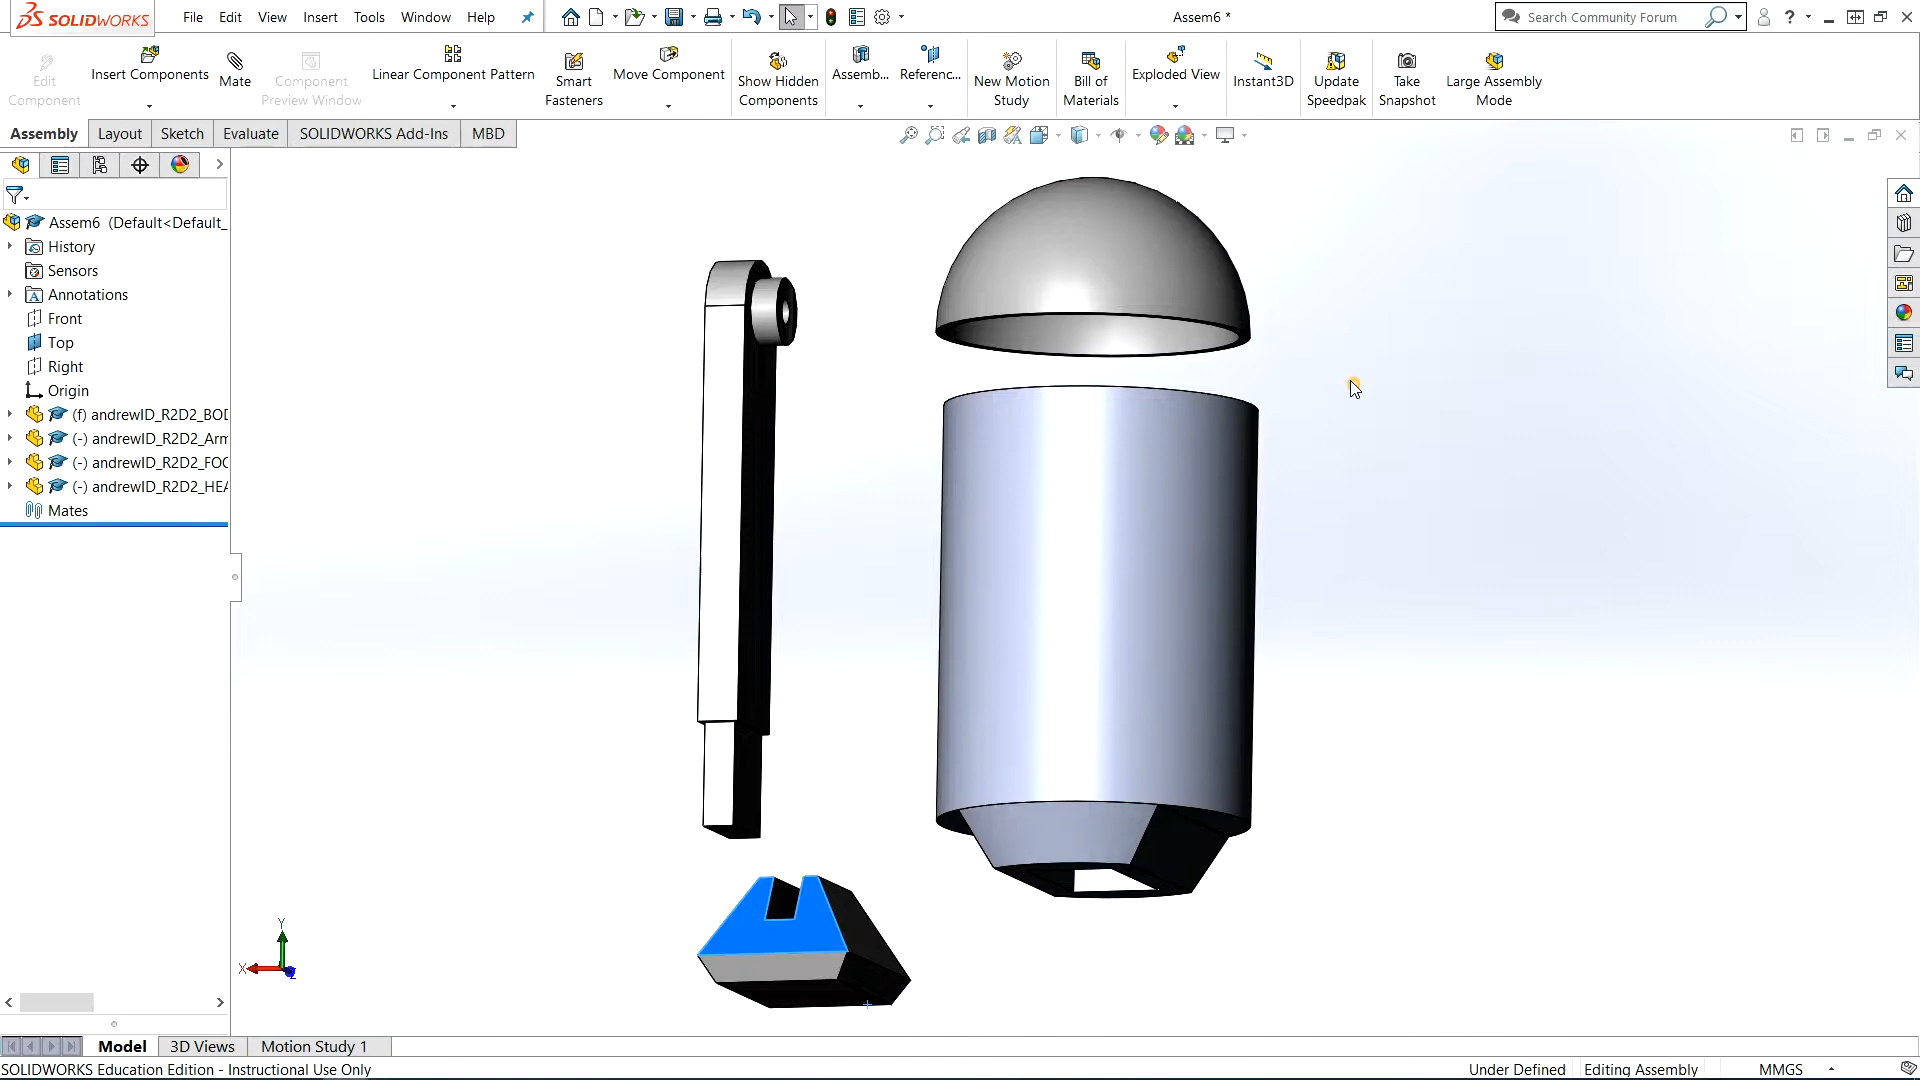 SOLIDWORKS File Edit View Insert Tools Window Help Assem6 * Search Community Forum ?
Edit Component Insert Components Mate Component Preview Window Linear Component Pattern Smart Fasteners Move Component Show Hidden Components Assemb... Referenc... New Motion Study Bill of Materials Exploded View Instant3D Update Speedpak Take Snapshot Large Assembly Mode
Assembly Layout Sketch Evaluate SOLIDWORKS Add-Ins MBD
Assem6 (Default<Default_
History
Sensors
A Annotations
Front
Top
Right
Origin
(f) andrewID_R2D2_BOD
(-) andrewID_R2D2_Arm
(-) andrewID_R2D2_FOO
(-) andrewID_R2D2_HEA
Mates
Y
X
Z
Model 3D Views Motion Study 1
SOLIDWORKS Education Edition - Instructional Use Only Under Defined Editing Assembly MMGS